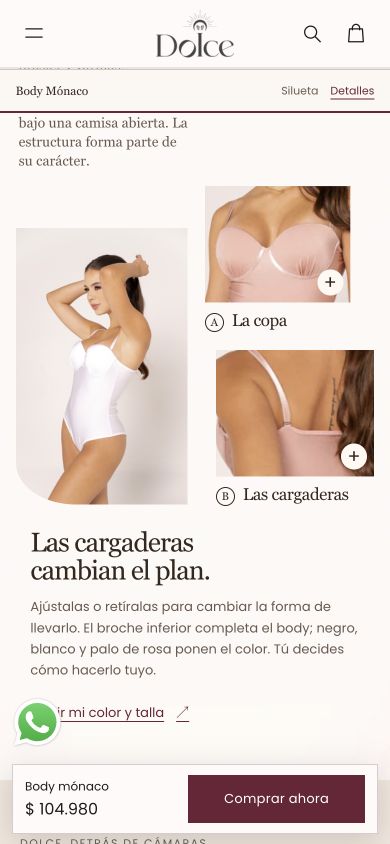 Dolce
Body Mónaco
Silueta Detalles
bajo una camisa abierta. La
estructura forma parte de
su carácter.
+
A La copa
+
B Las cargaderas
Las cargaderas
cambian el plan.
Ajústalas o retíralas para cambiar la forma de
llevarlo. El broche inferior completa el body; negro,
blanco y palo de rosa ponen el color. Tú decides
cómo hacerlo tuyo.
mi color y talla ↗
Body mónaco
$ 104.980
Comprar ahora
DOLCE, DETRÁS DE CÁMARAS